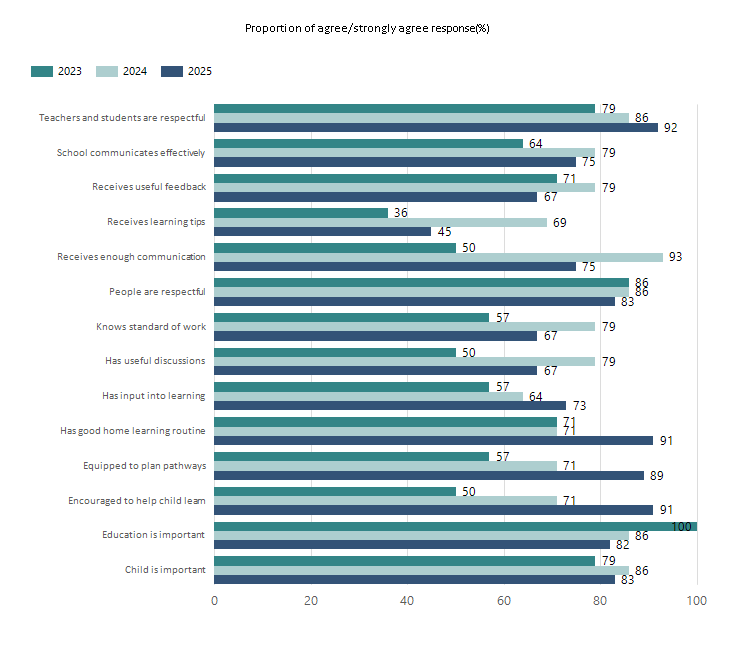 Proportion of agree/strongly agree response(%)
2023 2024 2025
Teachers and students are respectful 79 86 92
School communicates effectively 64 79 75
Receives useful feedback 71 79 67
Receives learning tips 36 69 45
Receives enough communication 50 93 75
People are respectful 86 86 83
Knows standard of work 57 79 67
Has useful discussions 50 79 67
Has input into learning 57 64 73
Has good home learning routine 71 71 91
Equipped to plan pathways 57 71 89
Encouraged to help child learn 50 71 91
Education is important 100 86 82
Child is important 79 86 83
0 20 40 60 80 100